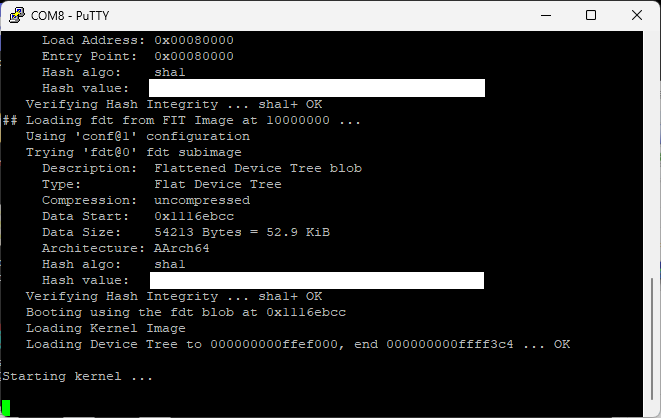 COM8 - PuTTY
Load Address: 0x00080000
Entry Point:  0x00080000
Hash algo:    sha1
Hash value:
Verifying Hash Integrity ... sha1+ OK
## Loading fdt from FIT Image at 10000000 ...
Using 'conf@1' configuration
Trying 'fdt@0' fdt subimage
Description:  Flattened Device Tree blob
Type:         Flat Device Tree
Compression:  uncompressed
Data Start:   0x1116ebcc
Data Size:    54213 Bytes = 52.9 KiB
Architecture: AArch64
Hash algo:    sha1
Hash value:
Verifying Hash Integrity ... sha1+ OK
Booting using the fdt blob at 0x1116ebcc
Loading Kernel Image
Loading Device Tree to 000000000ffef000, end 000000000ffff3c4 ... OK
Starting kernel ...